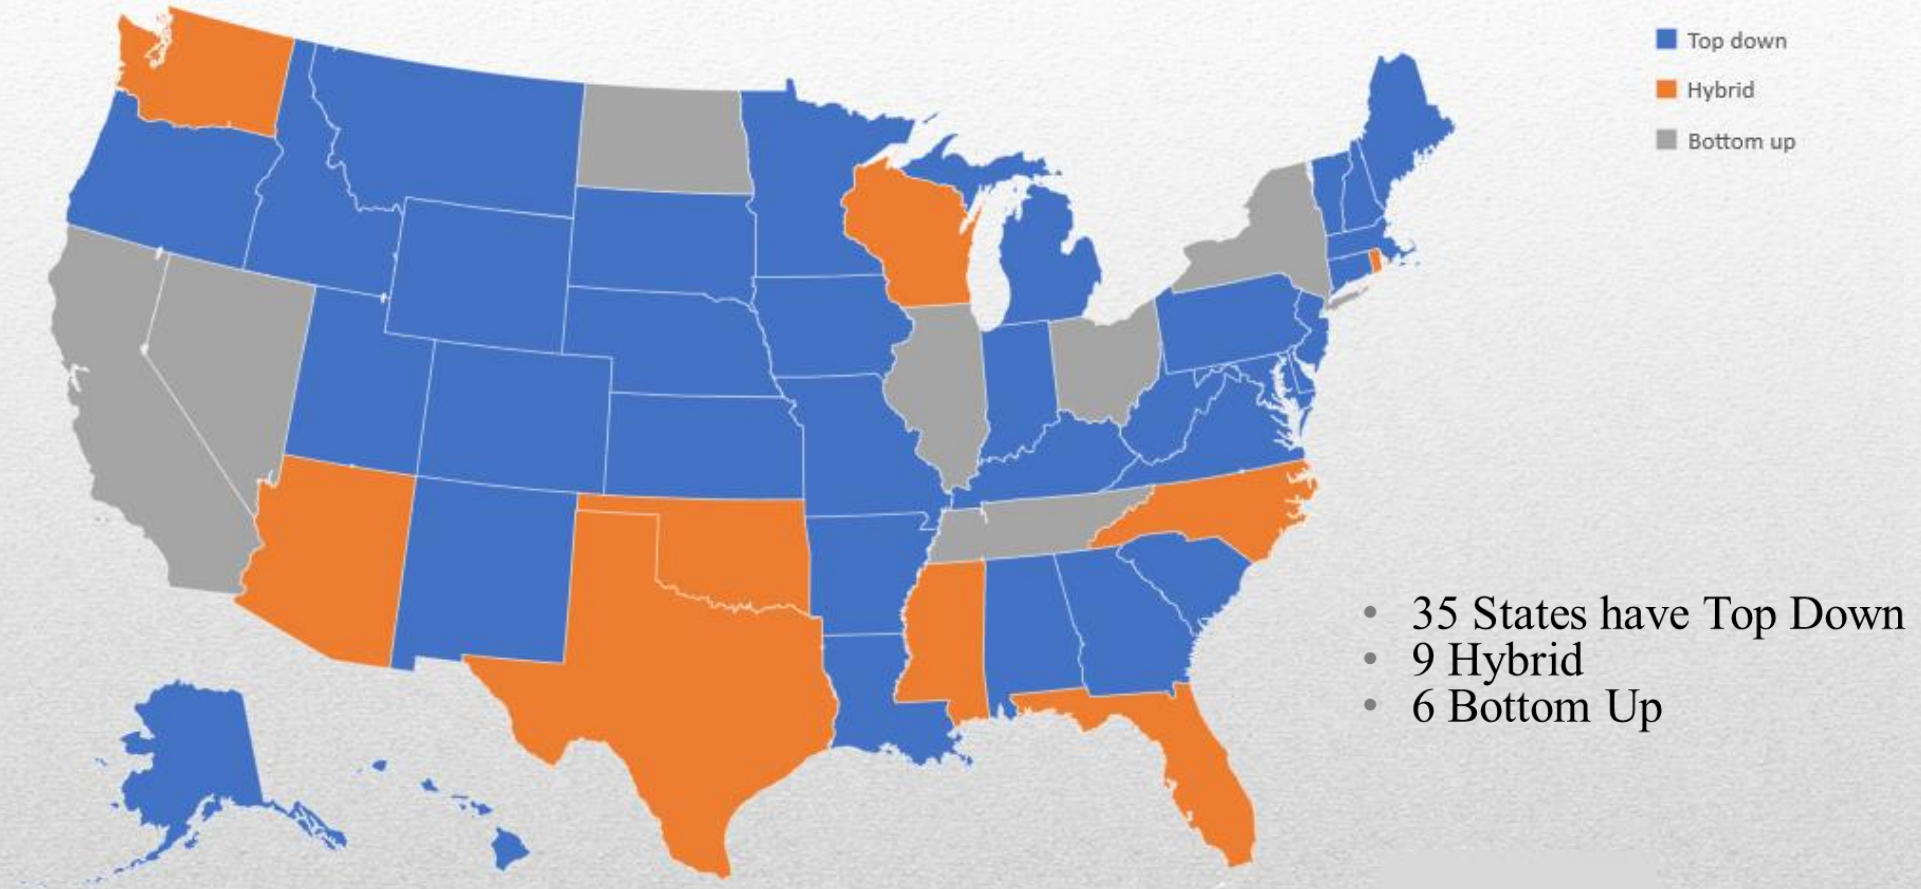 Top down
Hybrid
Bottom up
• 35 States have Top Down
• 9 Hybrid
• 6 Bottom Up